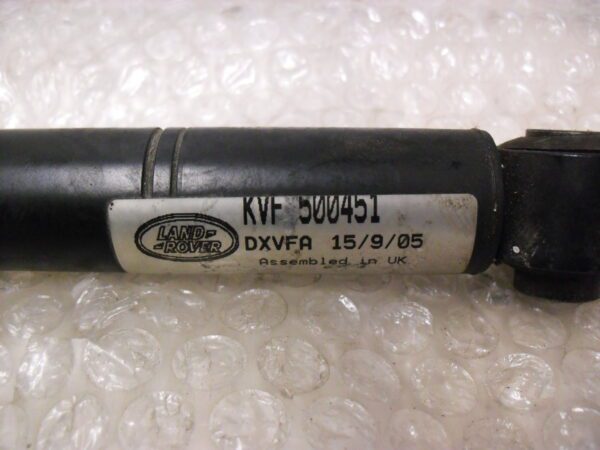 KVF 500451
LAND-
-ROVER
DXVFA 15/9/05
Assembled in UK